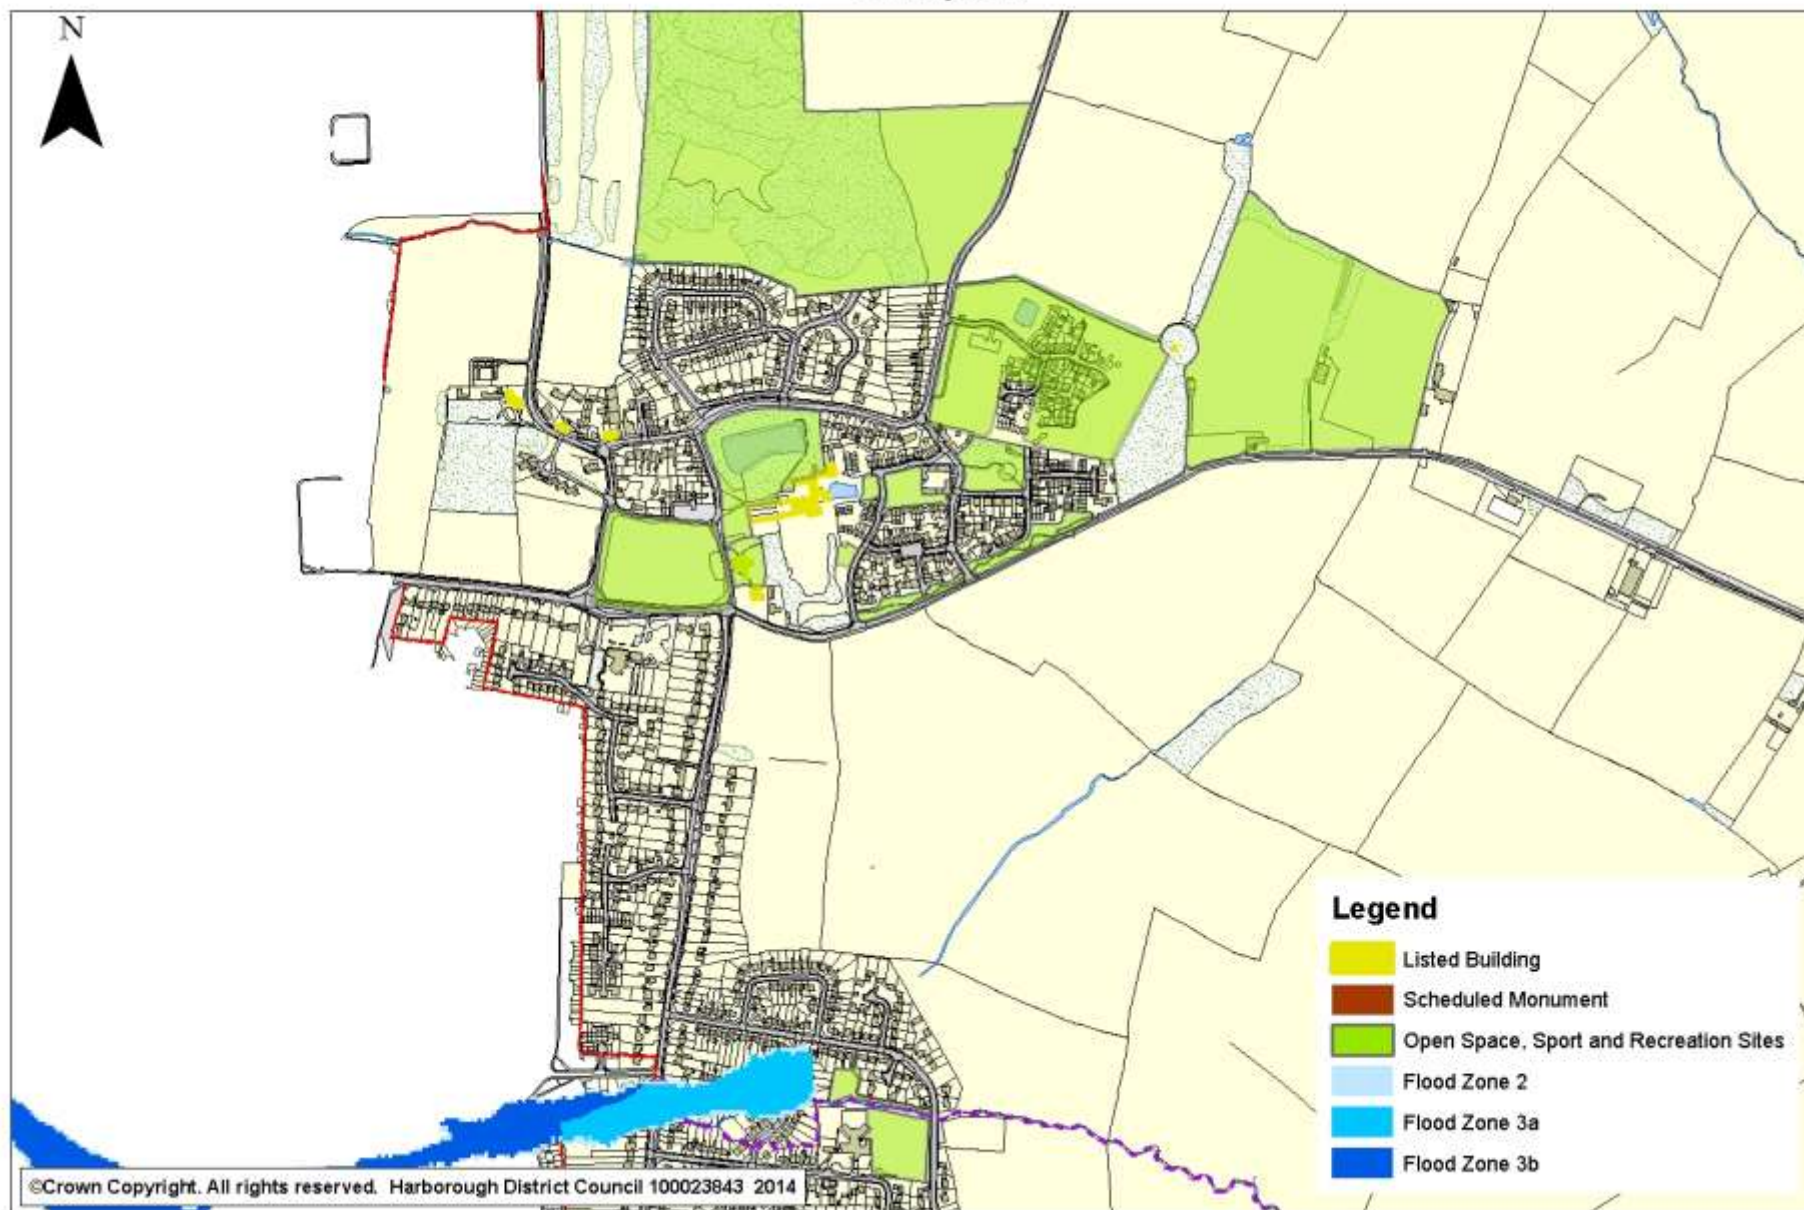 N
Legend
Listed Building
Scheduled Monument
Open Space, Sport and Recreation Sites
Flood Zone 2
Flood Zone 3a
Flood Zone 3b
©Crown Copyright. All rights reserved. Harborough District Council 100023843 2014